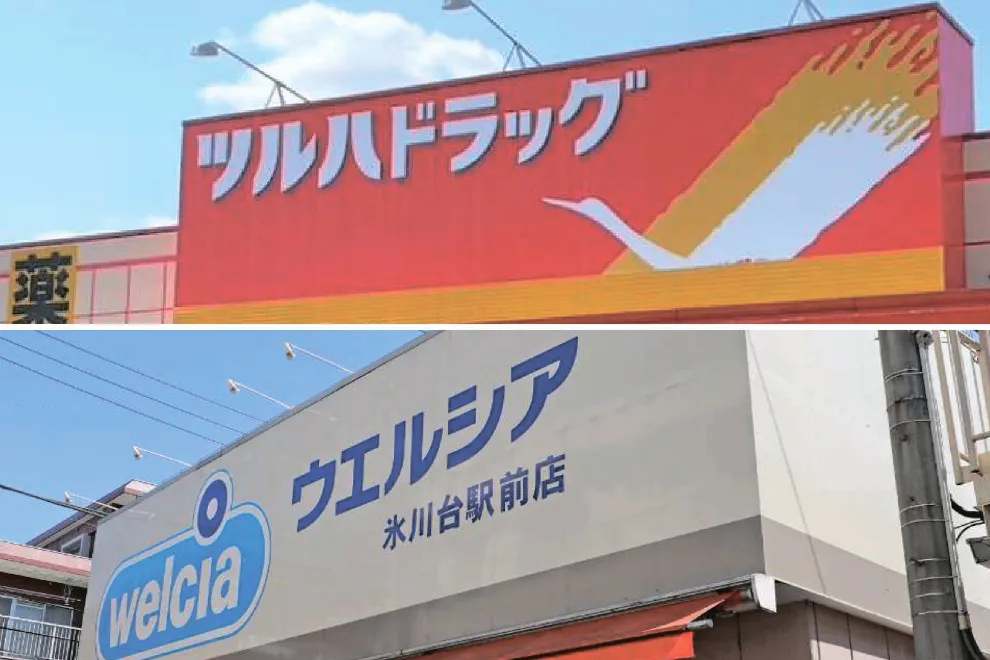 ツルハドラッグ
薬
ウエルシア
氷川台駅前店
welcia